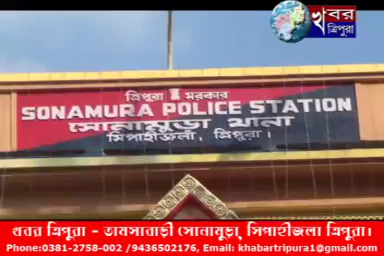 খবর
ত্রিপুরা
ত্রিপুরা সরকার
SONAMURA POLICE STATION
সোনামুড়া থানা
সিপাহীজলা, ত্রিপুরা।
খবর ত্রিপুরা - তামসাবাড়ী সোনামুড়া, সিপাহীজলা ত্রিপুরা।
Phone:0381-2758-002 /9436502176, Email: khabartripura1@gmail.com